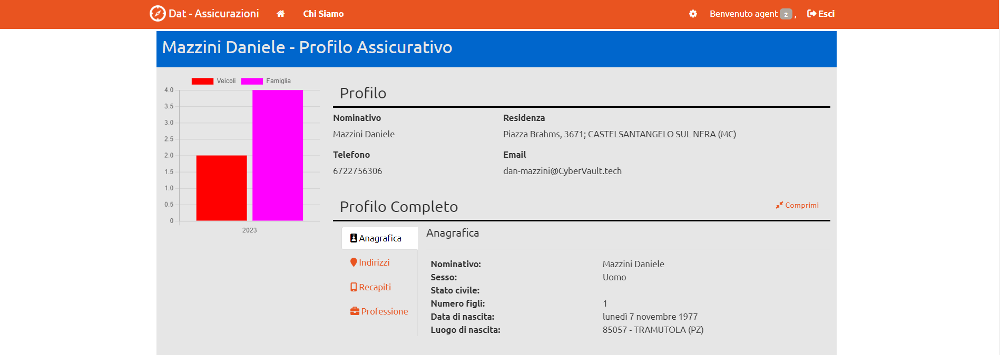 Dat - Assicurazioni Chi Siamo Benvenuto agent 2 , Esci
Mazzini Daniele - Profilo Assicurativo
Veicoli Famiglia
4.0
3.5
3.0
2.5
2.0
1.5
1.0
0.5
0
2023
Profilo
Nominativo Residenza
Mazzini Daniele Piazza Brahms, 3671; CASTELSANTANGELO SUL NERA (MC)
Telefono Email
6722756306 dan-mazzini@CyberVault.tech
Profilo Completo Comprimi
Anagrafica
Indirizzi
Recapiti
Professione
Anagrafica
Nominativo: Mazzini Daniele
Sesso: Uomo
Stato civile:
Numero figli: 1
Data di nascita: lunedì 7 novembre 1977
Luogo di nascita: 85057 - TRAMUTOLA (PZ)